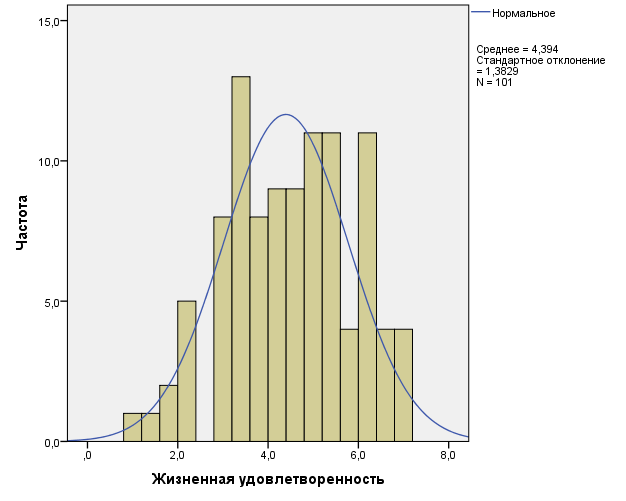 15,0
10,0
5,0
0,0
Частота
,0
2,0
4,0
6,0
8,0
Жизненная удовлетворенность
Нормальное
Среднее = 4,394
Стандартное отклонение
= 1,3829
N = 101